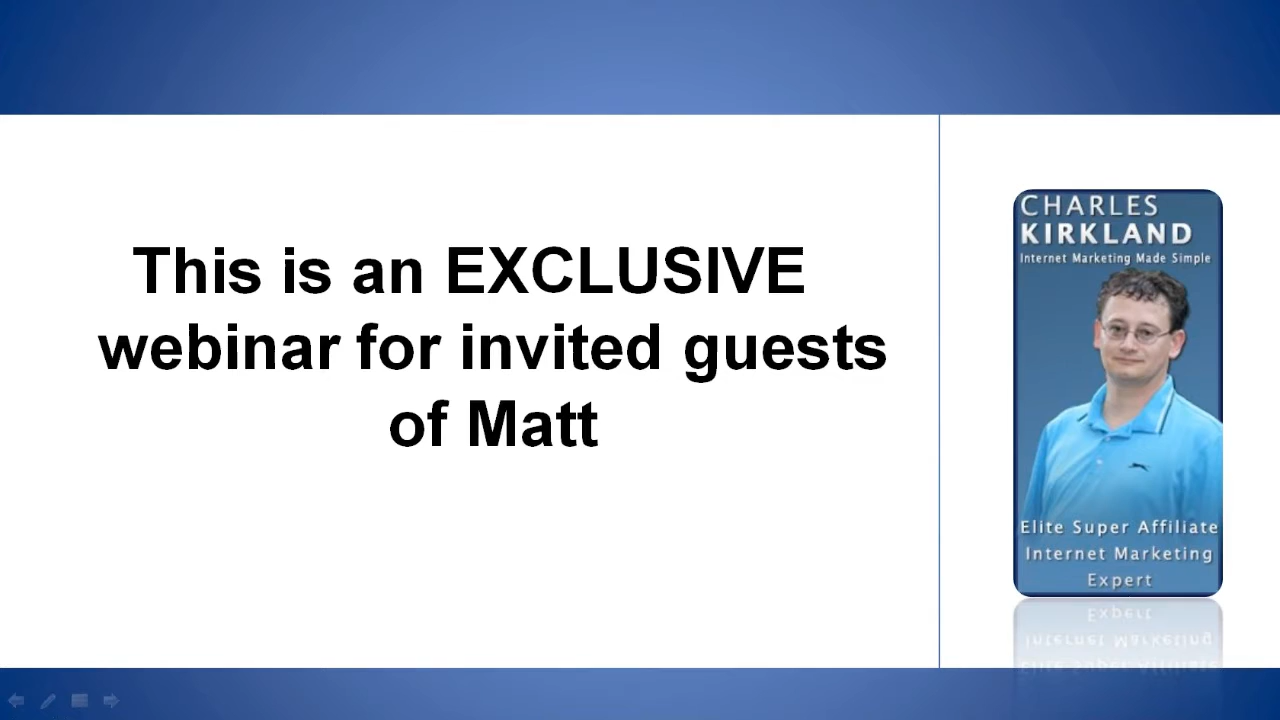 This is an EXCLUSIVE
webinar for invited guests
of Matt
CHARLES
KIRKLAND
Internet Marketing Made Simple
Elite Super Affiliate
Internet Marketing
Expert